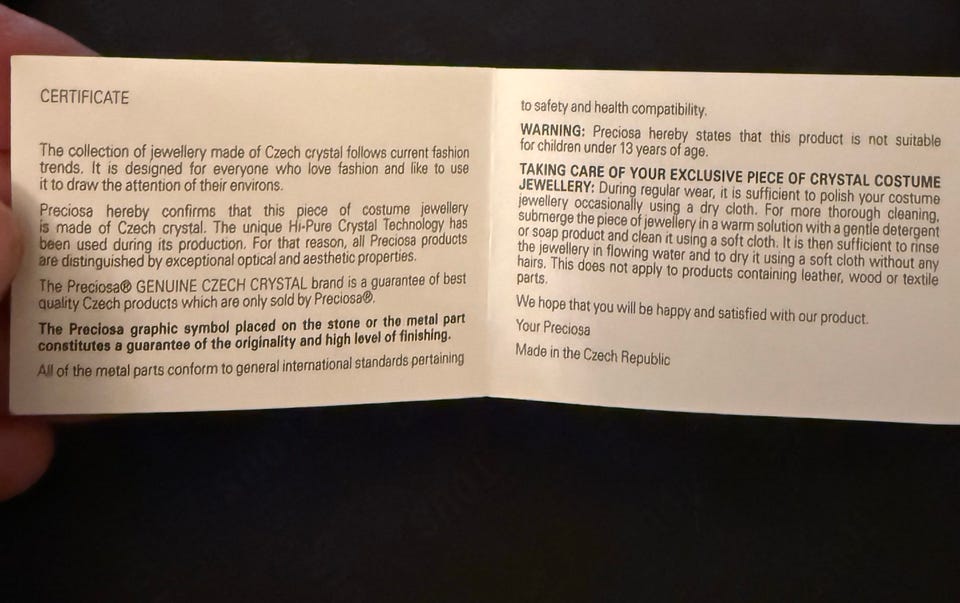 CERTIFICATE
The collection of jewellery made of Czech crystal follows current fashion
trends. It is designed for everyone who love fashion and like to use
it to draw the attention of their environs.
Preciosa hereby confirms that this piece of costume jewellery
is made of Czech crystal. The unique Hi-Pure Crystal Technology has
been used during its production. For that reason, all Preciosa products
are distinguished by exceptional optical and aesthetic properties.
The Preciosa® GENUINE CZECH CRYSTAL brand is a guarantee of best
quality Czech products which are only sold by Preciosa®.
The Preciosa graphic symbol placed on the stone or the metal part
constitutes a guarantee of the originality and high level of finishing.
All of the metal parts conform to general international standards pertaining
to safety and health compatibility.
WARNING: Preciosa hereby states that this product is not suitable
for children under 13 years of age.
TAKING CARE OF YOUR EXCLUSIVE PIECE OF CRYSTAL COSTUME
JEWELLERY: During regular wear, it is sufficient to polish your costume
jewellery occasionally using a dry cloth. For more thorough cleaning,
submerge the piece of jewellery in a warm solution with a gentle detergent
or soap product and clean it using a soft cloth. It is then sufficient to rinse
the jewellery in flowing water and to dry it using a soft cloth without any
hairs. This does not apply to products containing leather, wood or textile
parts.
We hope that you will be happy and satisfied with our product.
Your Preciosa
Made in the Czech Republic